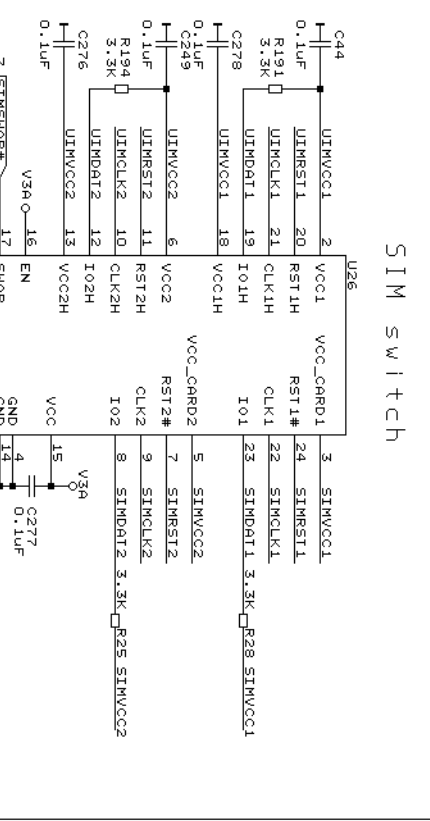 SIM switch
U26
C44
0.1uF
R191
3.3K
C278
0.1uF
C249
0.1uF
R194
3.3K
C276
0.1uF
UIMVCC1 2 VCC1
UIMRST1 20 RST1H
UIMCLK1 21 CLK1H
UIMDAT1 19 IO1H
UIMVCC1 18 VCC1H
UIMVCC2 6 VCC2
UIMRST2 11 RST2H
UIMCLK2 10 CLK2H
UIMDAT2 12 IO2H
UIMVCC2 13 VCC2H
V3A 16 EN
17
VCC_CARD1 3 SIMVCC1
RST1# 24 SIMRST1
CLK1 22 SIMCLK1
IO1 23 SIMDAT1 3.3K R28 SIMVCC1
VCC_CARD2 5 SIMVCC2
RST2# 7 SIMRST2
CLK2 9 SIMCLK2
IO2 8 SIMDAT2 3.3K R25 SIMVCC2
VCC 15 V3A
GND 4
GND 14
C277
0.1uF